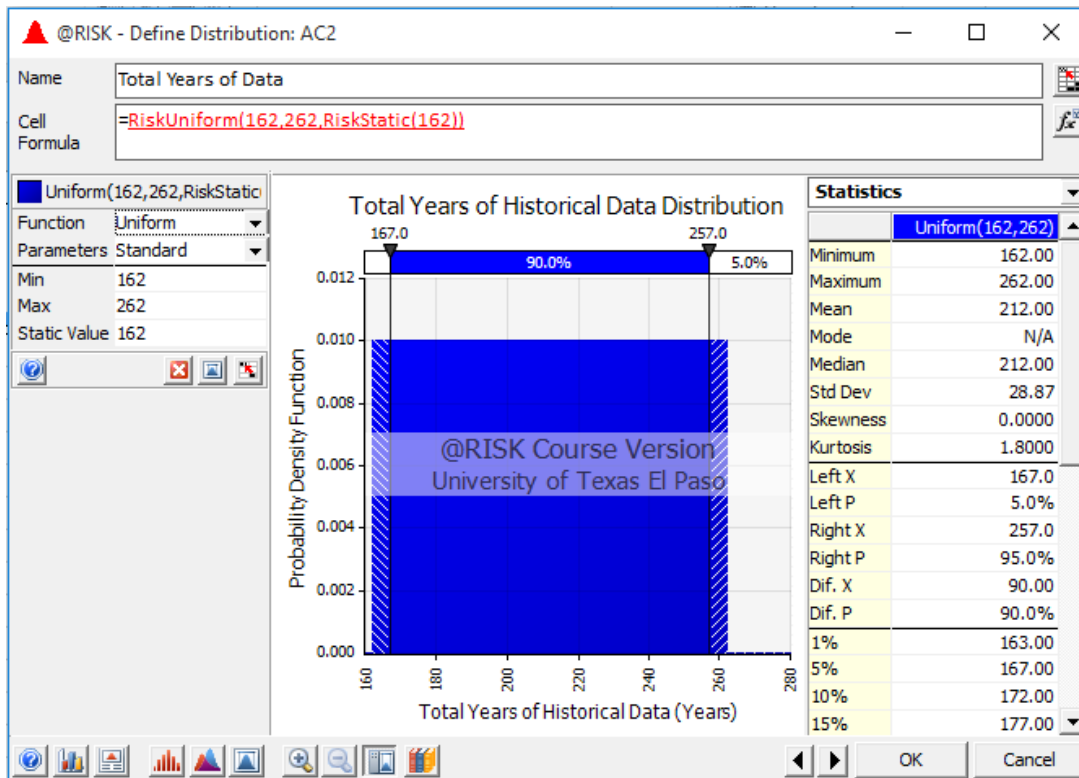 @RISK - Define Distribution: AC2
Name
Total Years of Data
Cell
Formula
=RiskUniform(162,262,RiskStatic(162))
fx
Uniform(162,262,RiskStatic(
Function Uniform
Parameters Standard
Min 162
Max 262
Static Value 162
Total Years of Historical Data Distribution
167.0 257.0
90.0% 5.0%
0.012
0.010
0.008
0.006
0.004
0.002
0.000
Probability Density Function
@RISK Course Version
University of Texas El Paso
160 180 200 220 240 260 280
Total Years of Historical Data (Years)
Statistics
Uniform(162,262)
Minimum 162.00
Maximum 262.00
Mean 212.00
Mode N/A
Median 212.00
Std Dev 28.87
Skewness 0.0000
Kurtosis 1.8000
Left X 167.0
Left P 5.0%
Right X 257.0
Right P 95.0%
Dif. X 90.00
Dif. P 90.0%
1% 163.00
5% 167.00
10% 172.00
15% 177.00
OK Cancel